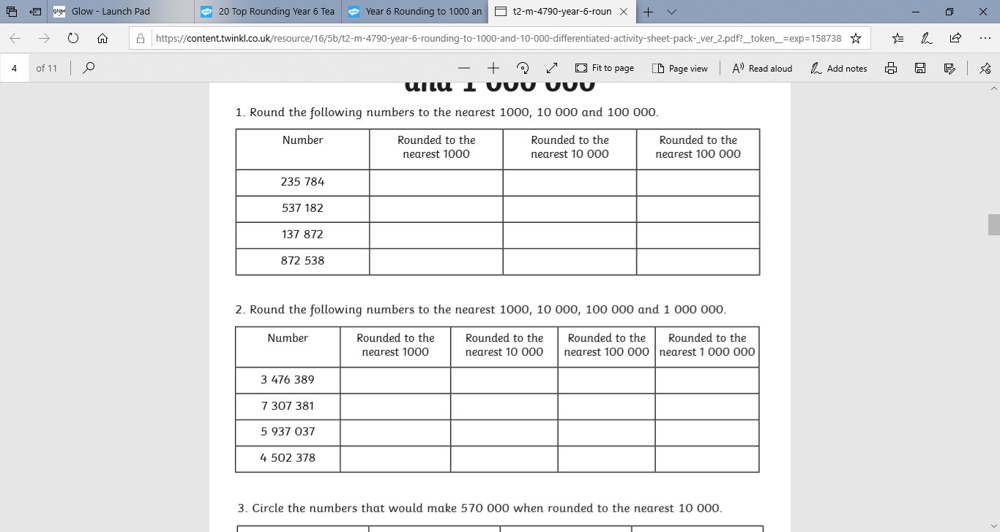 Glow - Launch Pad
20 Top Rounding Year 6 Tea
Year 6 Rounding to 1000 an
t2-m-4790-year-6-roun
https://content.twinkl.co.uk/resource/16/5b/t2-m-4790-year-6-rounding-to-1000-and-10-000-differentiated-activity-sheet-pack-_ver_2.pdf?__token__=exp=158738
4 of 11
Fit to page
Page view
Read aloud
Add notes
and 1 000 000
1. Round the following numbers to the nearest 1000, 10 000 and 100 000.
Number
Rounded to the
nearest 1000
Rounded to the
nearest 10 000
Rounded to the
nearest 100 000
235 784
537 182
137 872
872 538
2. Round the following numbers to the nearest 1000, 10 000, 100 000 and 1 000 000.
Number
Rounded to the
nearest 1000
Rounded to the
nearest 10 000
Rounded to the
nearest 100 000
Rounded to the
nearest 1 000 000
3 476 389
7 307 381
5 937 037
4 502 378
3. Circle the numbers that would make 570 000 when rounded to the nearest 10 000.